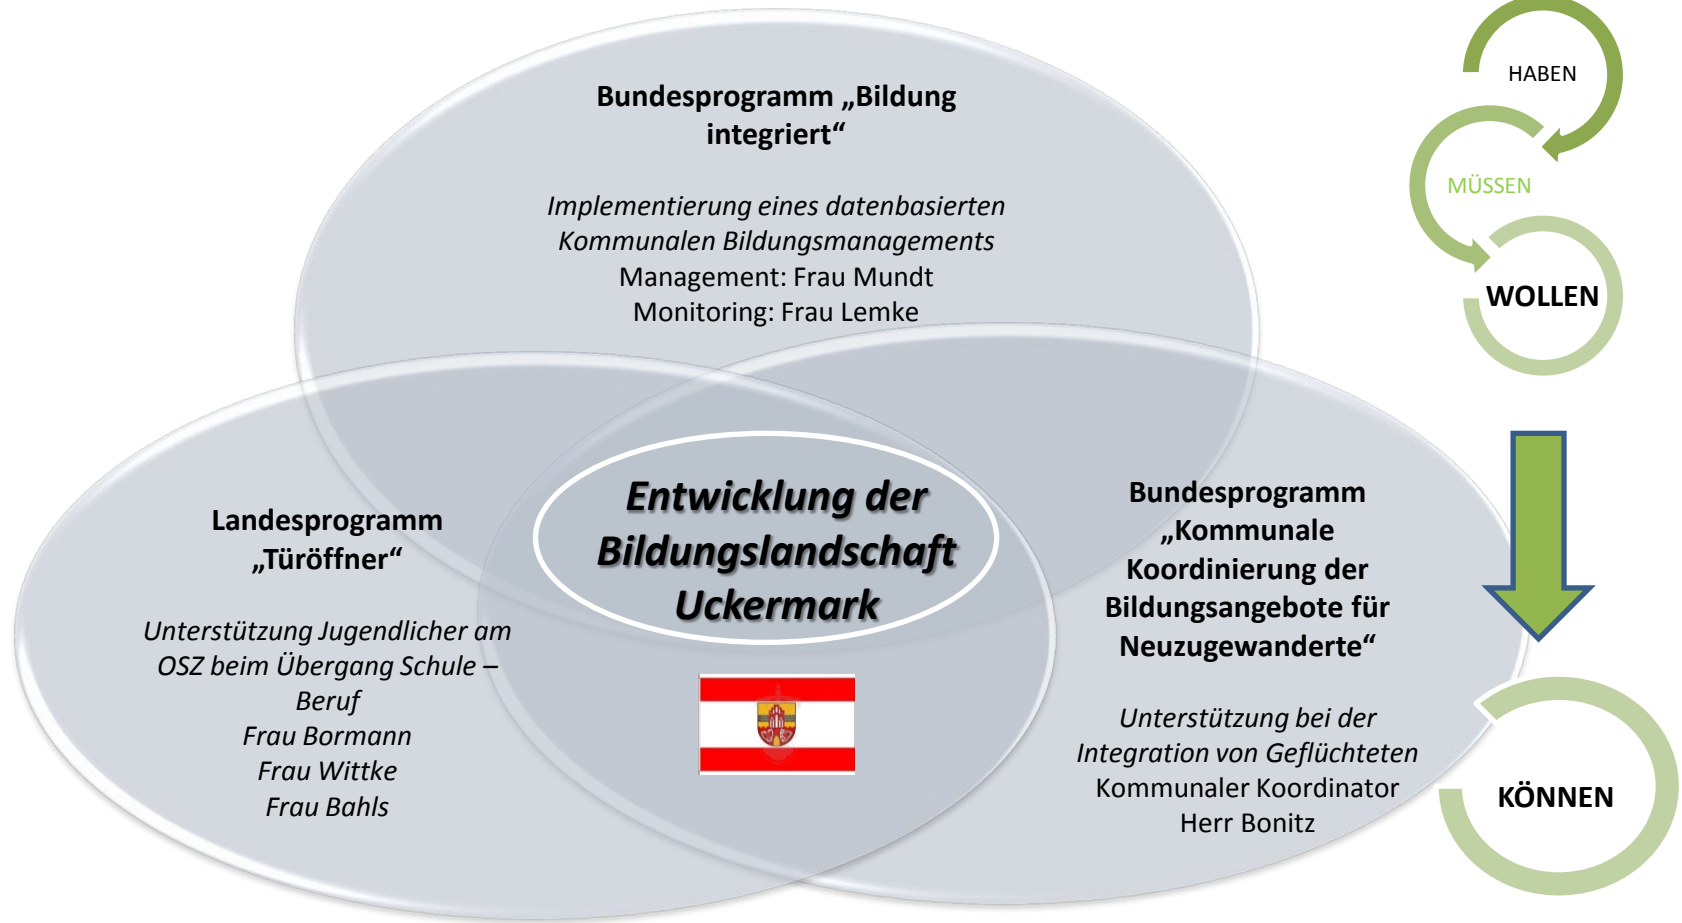 Bundesprogramm „Bildung
integriert“
Implementierung eines datenbasierten
Kommunalen Bildungsmanagements
Management: Frau Mundt
Monitoring: Frau Lemke
Landesprogramm
„Türöffner“
Unterstützung Jugendlicher am
OSZ beim Übergang Schule –
Beruf
Frau Bormann
Frau Wittke
Frau Bahls
Entwicklung der
Bildungslandschaft
Uckermark
Bundesprogramm
„Kommunale
Koordinierung der
Bildungsangebote für
Neuzugewanderte“
Unterstützung bei der
Integration von Geflüchteten
Kommunaler Koordinator
Herr Bonitz
HABEN
MÜSSEN
WOLLEN
KÖNNEN